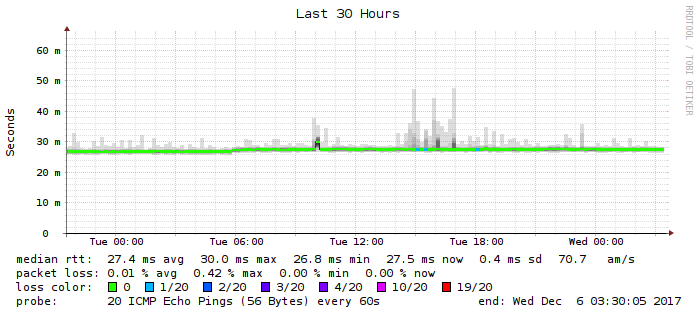 Last 30 Hours
RRDTOOL / TOBI OETIKER
Seconds
60 m
50 m
40 m
30 m
20 m
10 m
0
Tue 00:00 Tue 06:00 Tue 12:00 Tue 18:00 Wed 00:00
median rtt: 27.4 ms avg 30.0 ms max 26.8 ms min 27.5 ms now 0.4 ms sd 70.7 am/s
packet loss: 0.01 % avg 0.42 % max 0.00 % min 0.00 % now
loss color: 0 1/20 2/20 3/20 4/20 10/20 19/20
probe: 20 ICMP Echo Pings (56 Bytes) every 60s end: Wed Dec 6 03:30:05 2017